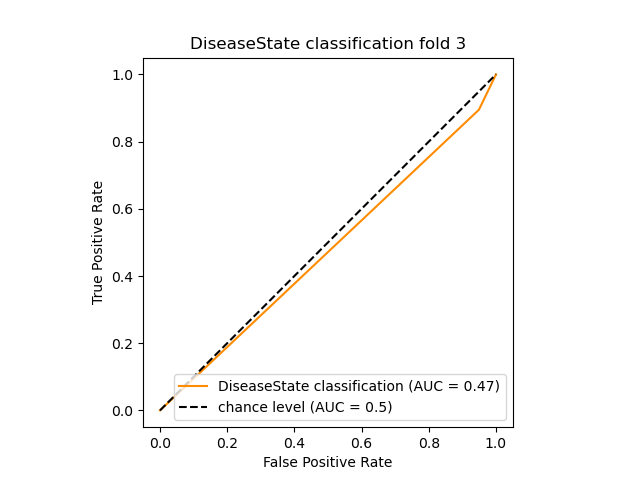 DiseaseState classification fold 3
1.0
0.8
0.6
0.4
0.2
0.0
True Positive Rate
DiseaseState classification (AUC = 0.47)
chance level (AUC = 0.5)
0.0 0.2 0.4 0.6 0.8 1.0
False Positive Rate